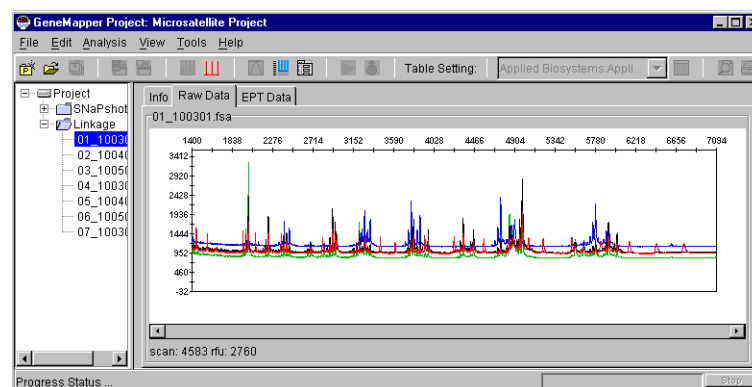 GeneMapper Project: Microsatellite Project
File Edit Analysis View Tools Help
Table Setting: Applied Biosystems:Appli...
Project
SNaPshot
Linkage
01_10030
02_10040
03_10050
04_10030
05_10040
06_10050
07_10030
Info Raw Data EPT Data
01_100301.fsa
1400 1838 2276 2714 3152 3590 4028 4466 4904 5342 5780 6218 6656 7094
3412
2920
2428
1936
1444
952
460
-32
scan: 4583 rfu: 2760
Progress Status ...
Stop